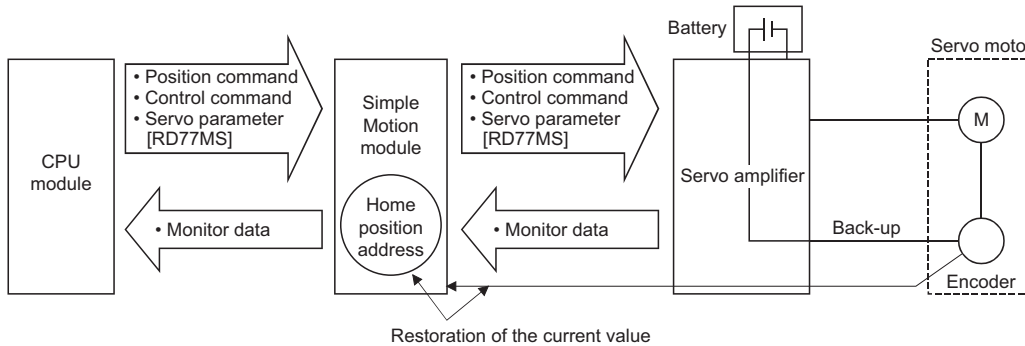 CPU
module
• Position command
• Control command
• Servo parameter
[RD77MS]
• Monitor data
Simple
Motion
module
Home
position
address
• Position command
• Control command
• Servo parameter
[RD77MS]
• Monitor data
Battery
Servo amplifier
Back-up
Servo moto
M
Encoder
Restoration of the current value